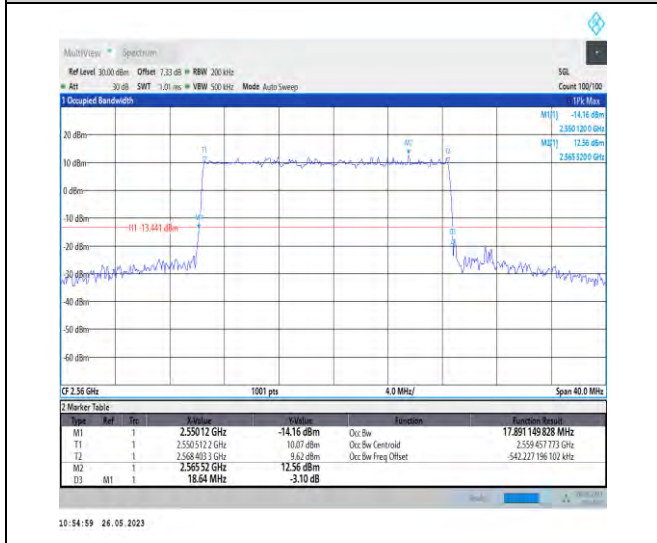 MultiView Spectrum
Ref Level 30.00 dBm Offset 7.33 dB RBW 200 kHz SGL
Att 30 dB SWT 1.01 ms VBW 500 kHz Mode Auto Sweep Count 100/100
1 Occupied Bandwidth 1Pk Max
M1[1] -14.16 dBm
2.550 120 0 GHz
20 dBm M2[1] 12.56 dBm
2.565 520 0 GHz
T1 M2 T2
10 dBm
0 dBm
-10 dBm
M1
H1 -13.441 dBm
D3
-20 dBm
-30 dBm
-40 dBm
-50 dBm
-60 dBm
CF 2.56 GHz 1001 pts 4.0 MHz/ Span 40.0 MHz
2 Marker Table
Type Ref Trc X-Value Y-Value Function Function Result
M1 1 2.55012 GHz -14.16 dBm Occ Bw 17.891 149 828 MHz
T1 1 2.550 512 2 GHz 10.07 dBm Occ Bw Centroid 2.559 457 773 GHz
T2 1 2.568 403 3 GHz 9.62 dBm Occ Bw Freq Offset -542.227 196 102 kHz
M2 1 2.565 52 GHz 12.56 dBm
D3 M1 1 18.64 MHz -3.10 dB
10:54:59 26.05.2023